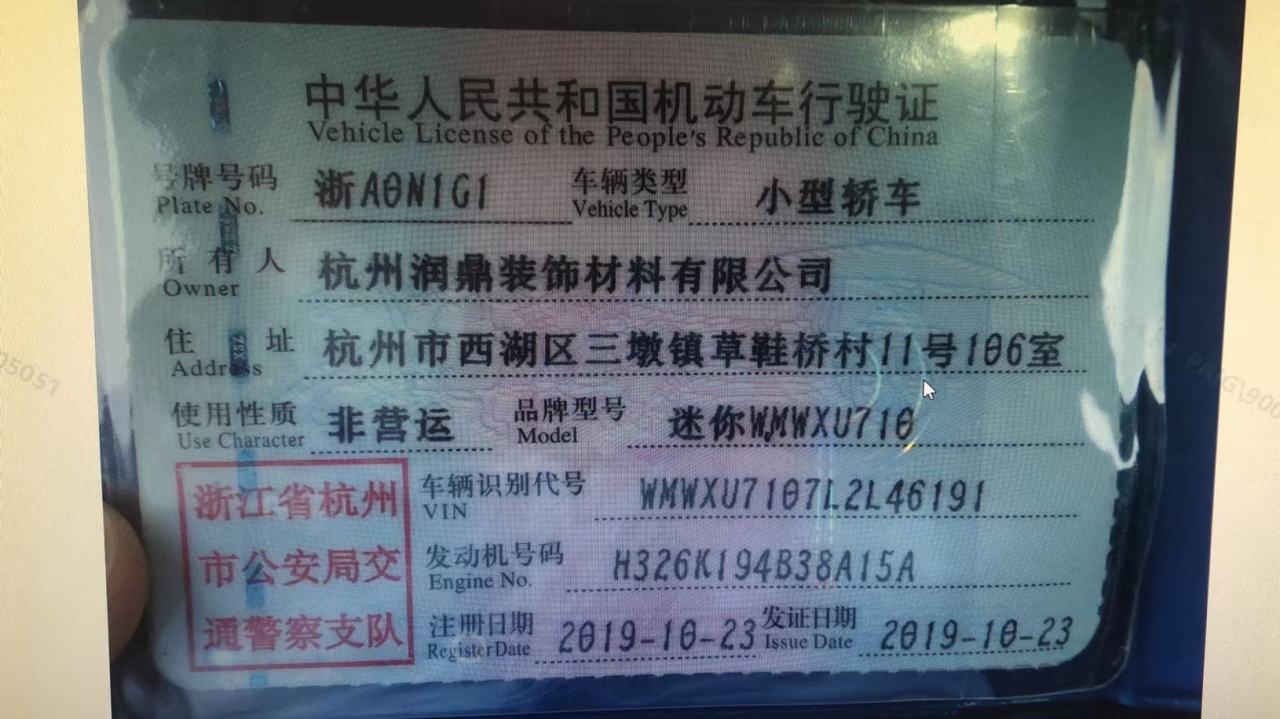 中华人民共和国机动车行驶证
Vehicle License of the People's Republic of China
号牌号码 浙A0N1G1 车辆类型 小型轿车
Plate No. Vehicle Type
所有人 杭州润鼎装饰材料有限公司
Owner
住址 杭州市西湖区三墩镇草鞋桥村11号106室
Address
使用性质 非营运 品牌型号 迷你WMWXU710
Use Character Model
浙江省杭州
市公安局交
通警察支队
车辆识别代号 WMWXU7107L2L46191
VIN
发动机号码 H326K194B38A15A
Engine No.
注册日期 2019-10-23 发证日期 2019-10-23
Register Date Issue Date